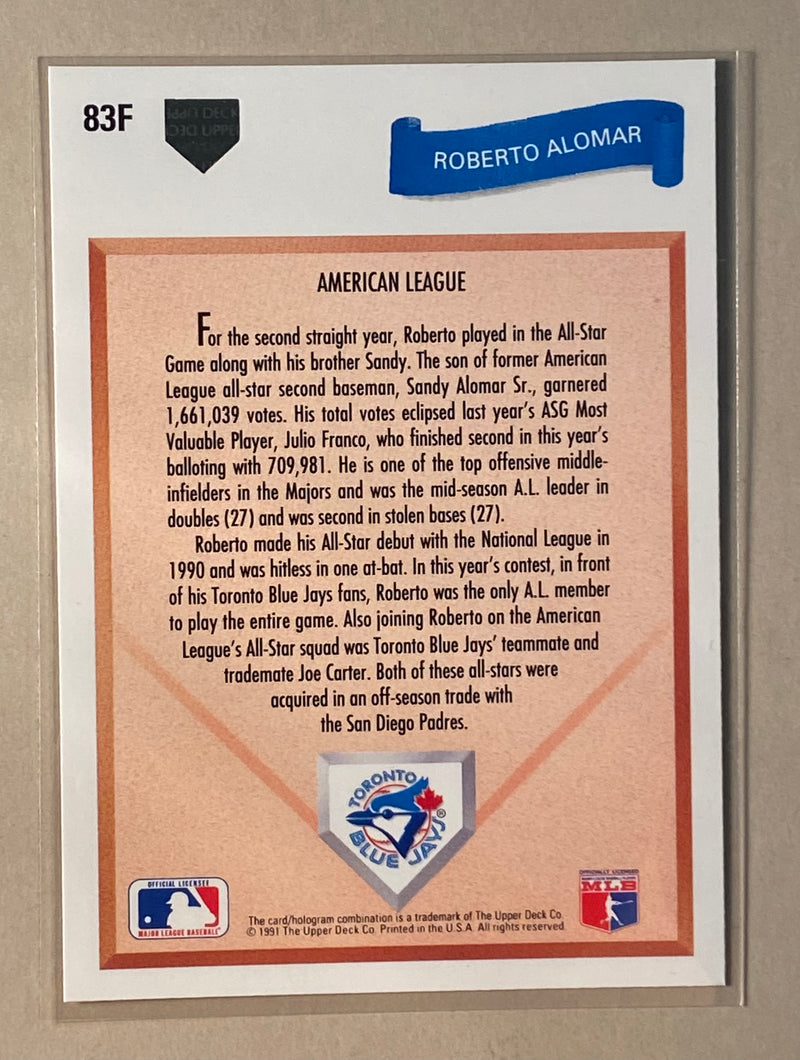 83F
UPPER DECK
ROBERTO ALOMAR
AMERICAN LEAGUE
For the second straight year, Roberto played in the All-Star
Game along with his brother Sandy. The son of former American
League all-star second baseman, Sandy Alomar Sr., garnered
1,661,039 votes. His total votes eclipsed last year's ASG Most
Valuable Player, Julio Franco, who finished second in this year's
balloting with 709,981. He is one of the top offensive middle-
infielders in the Majors and was the mid-season A.L. leader in
doubles (27) and was second in stolen bases (27).
Roberto made his All-Star debut with the National League in
1990 and was hitless in one at-bat. In this year's contest, in front
of his Toronto Blue Jays fans, Roberto was the only A.L. member
to play the entire game. Also joining Roberto on the American
League's All-Star squad was Toronto Blue Jays' teammate and
trademate Joe Carter. Both of these all-stars were
acquired in an off-season trade with
the San Diego Padres.
TORONTO
BLUE JAYS®
OFFICIAL LICENSEE
MAJOR LEAGUE BASEBALL
The card/hologram combination is a trademark of The Upper Deck Co.
© 1991 The Upper Deck Co. Printed in the U.S.A. All rights reserved.
OFFICIALLY LICENSED
MLB